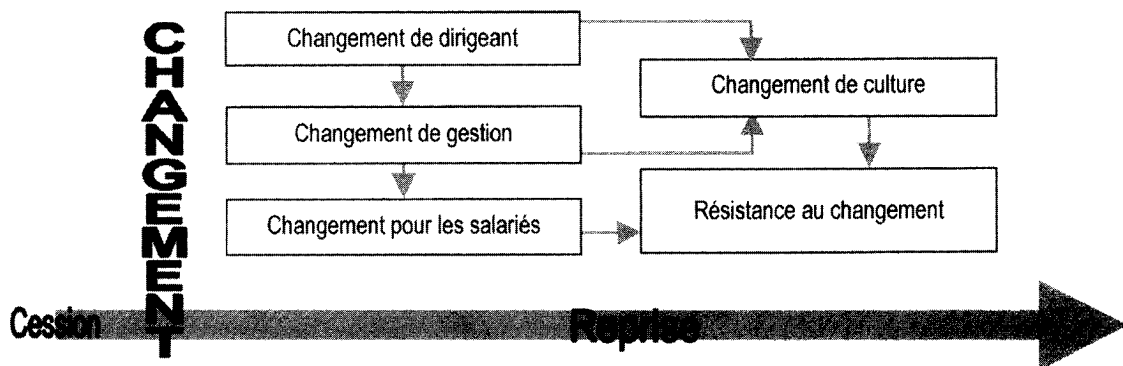 CHANGEMENT
Changement de dirigeant
Changement de culture
Changement de gestion
Résistance au changement
Changement pour les salariés
Cession
Reprise